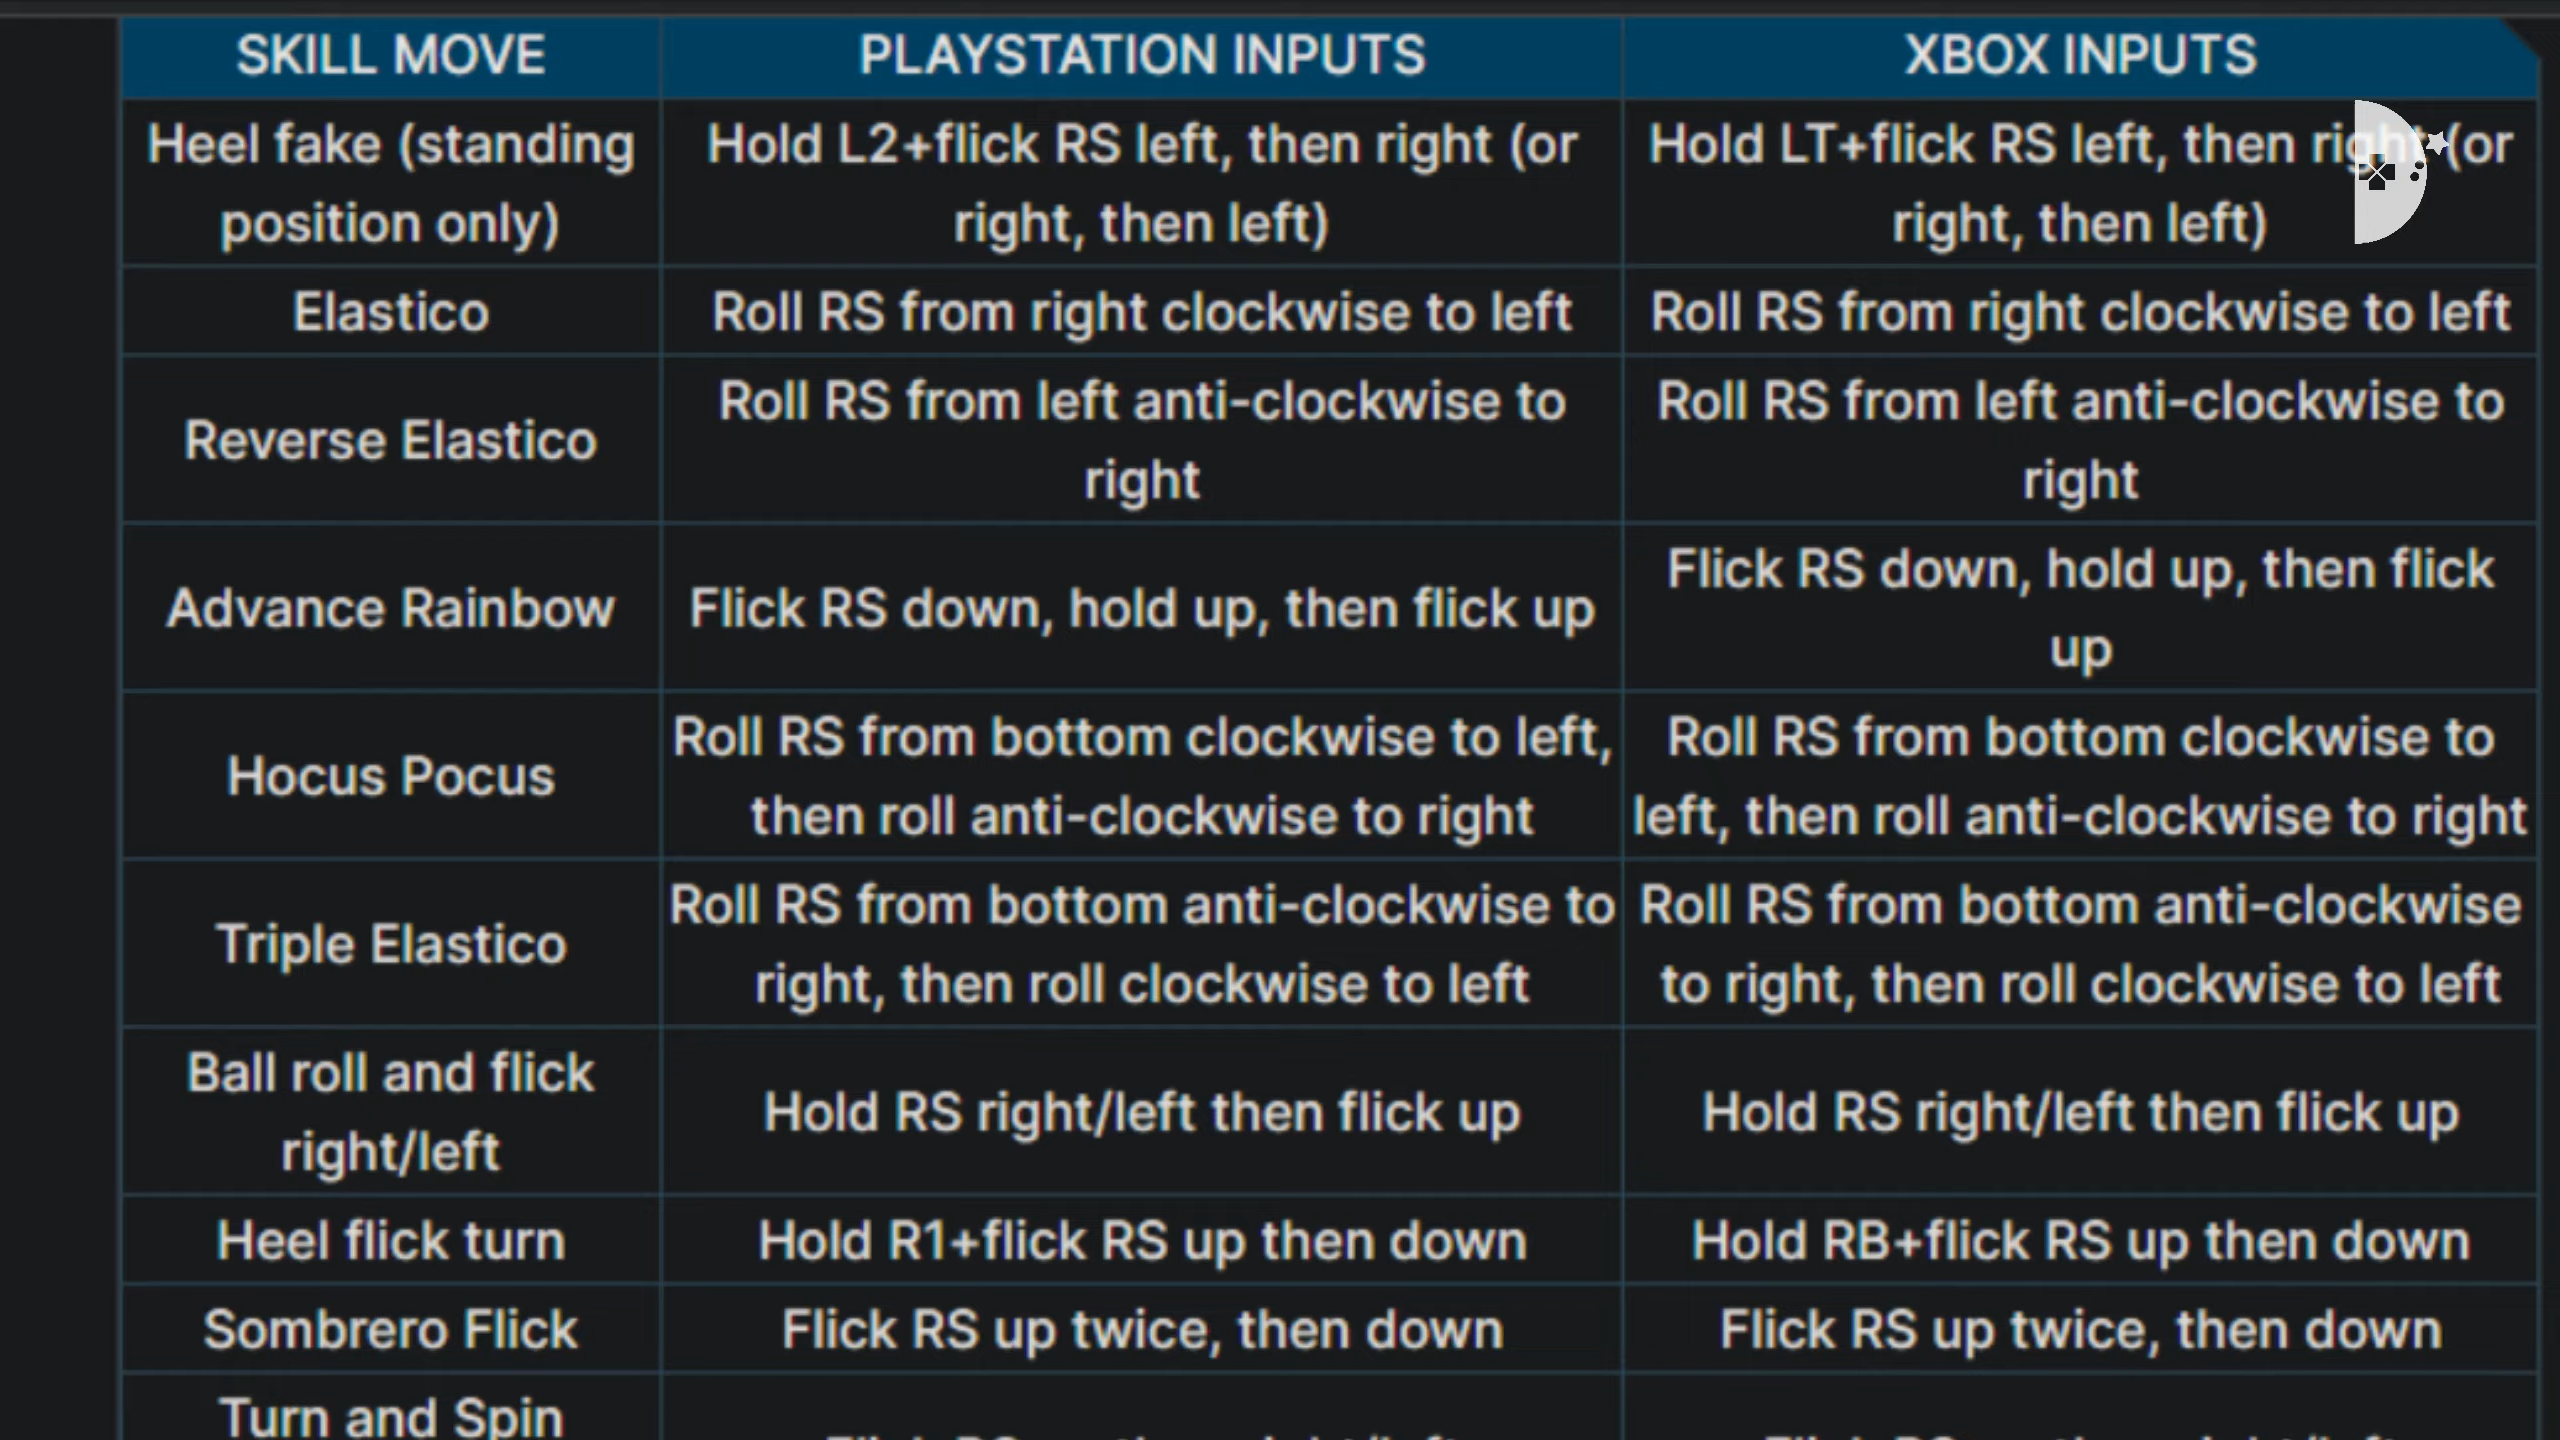 SKILL MOVE
PLAYSTATION INPUTS
XBOX INPUTS
Heel fake (standing
position only)
Hold L2+flick RS left, then right (or
right, then left)
Hold LT+flick RS left, then right (or
right, then left)
Elastico
Roll RS from right clockwise to left
Roll RS from right clockwise to left
Reverse Elastico
Roll RS from left anti-clockwise to
right
Roll RS from left anti-clockwise to
right
Advance Rainbow
Flick RS down, hold up, then flick up
Flick RS down, hold up, then flick
up
Hocus Pocus
Roll RS from bottom clockwise to left,
then roll anti-clockwise to right
Roll RS from bottom clockwise to
left, then roll anti-clockwise to right
Triple Elastico
Roll RS from bottom anti-clockwise to
right, then roll clockwise to left
Roll RS from bottom anti-clockwise
to right, then roll clockwise to left
Ball roll and flick
right/left
Hold RS right/left then flick up
Hold RS right/left then flick up
Heel flick turn
Hold R1+flick RS up then down
Hold RB+flick RS up then down
Sombrero Flick
Flick RS up twice, then down
Flick RS up twice, then down
Turn and Spin